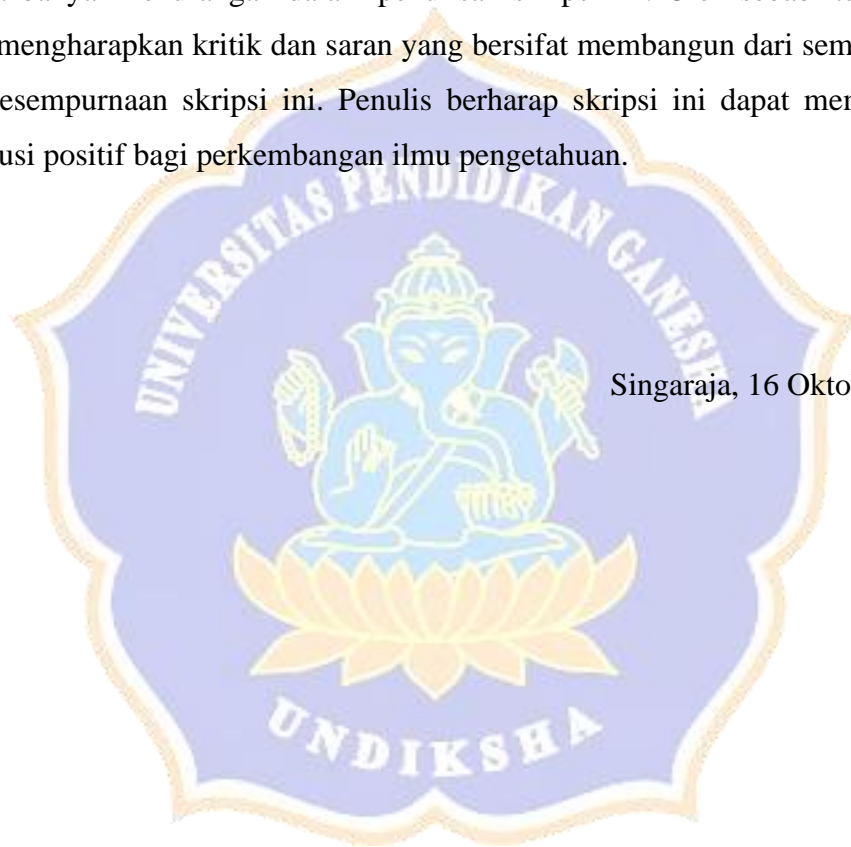 mengharapkan kritik dan saran yang bersifat membangun dari sem
esempurnaan skripsi ini. Penulis berharap skripsi ini dapat mer
usi positif bagi perkembangan ilmu pengetahuan.
UNIVERSITAS PENDIDIKAN GANESHA
Singaraja, 16 Okto
UNDIKSHA